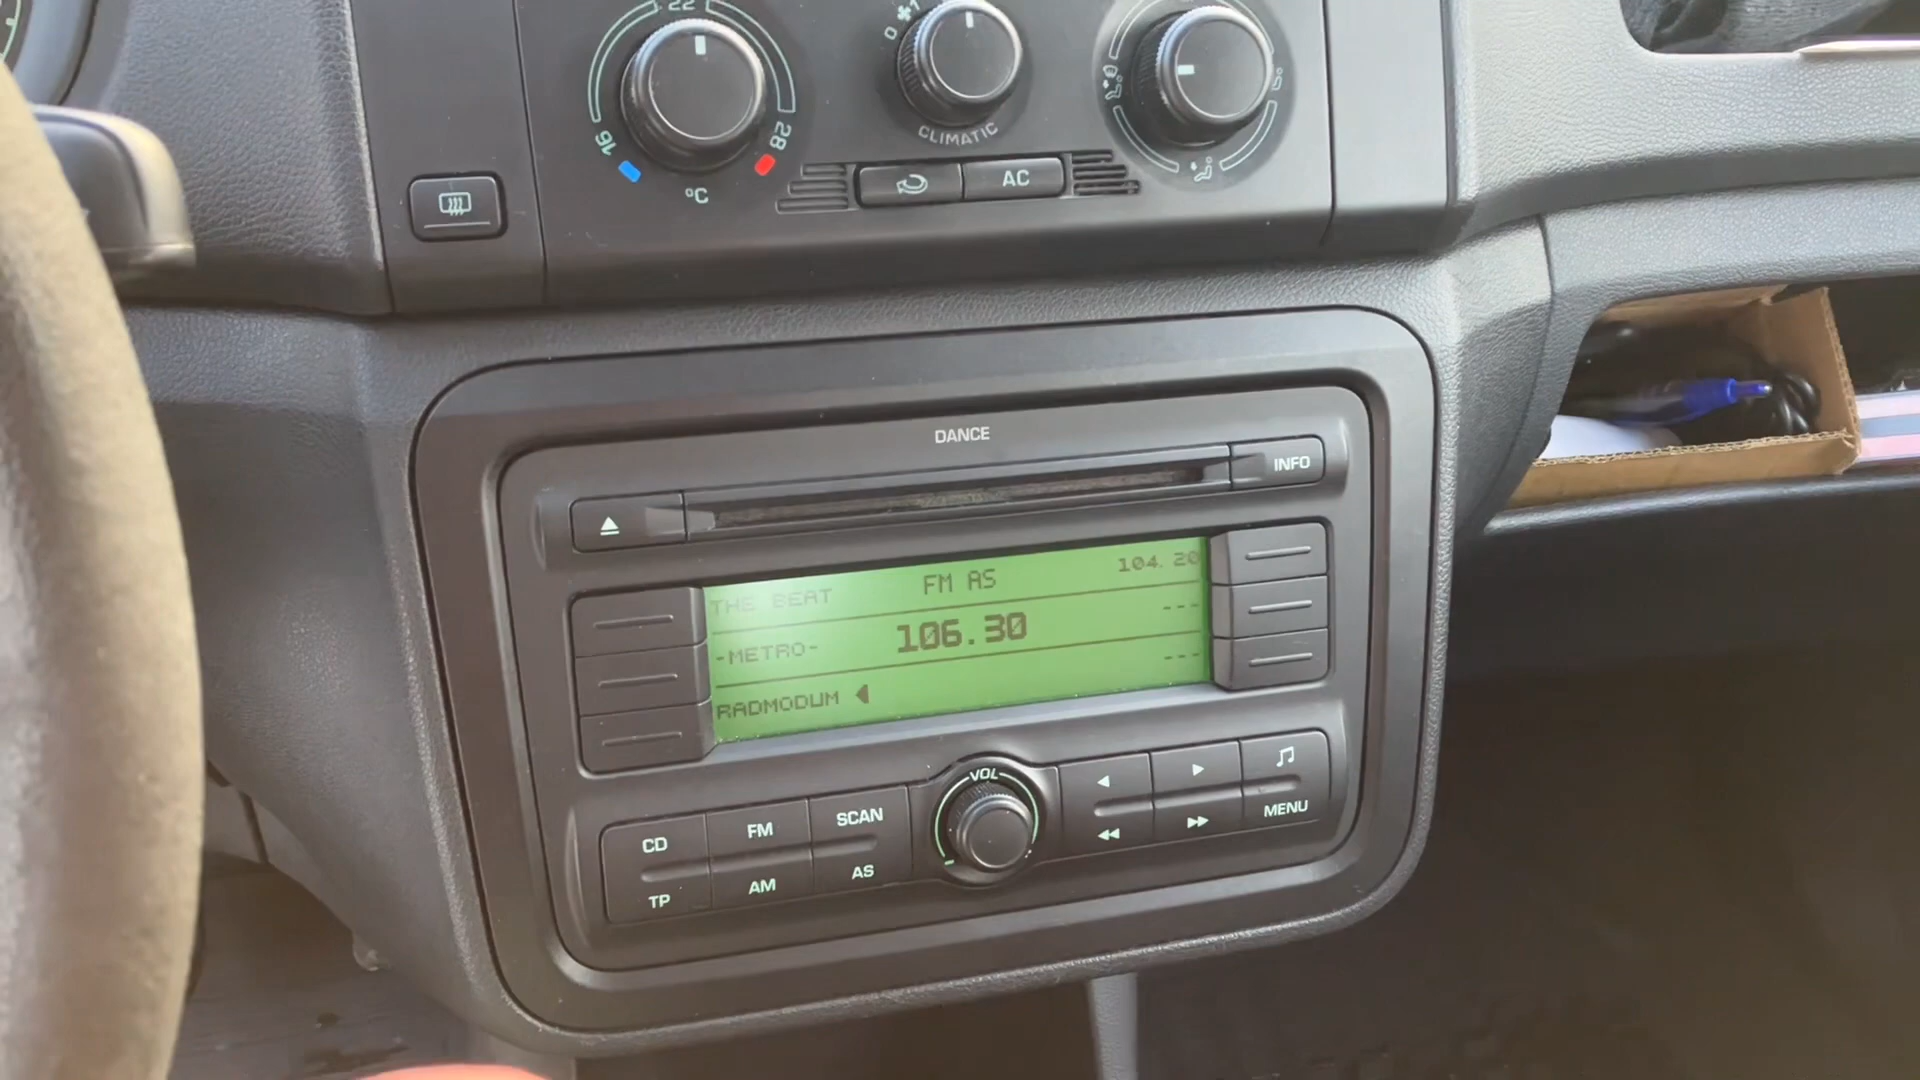 22
0 1
16
28
°C
CLIMATIC
AC
DANCE
INFO
THE BEAT
FM AS
104.20
-METRO-
106.30
---
RADMODUM
---
VOL
CD
FM
SCAN
MENU
TP
AM
AS